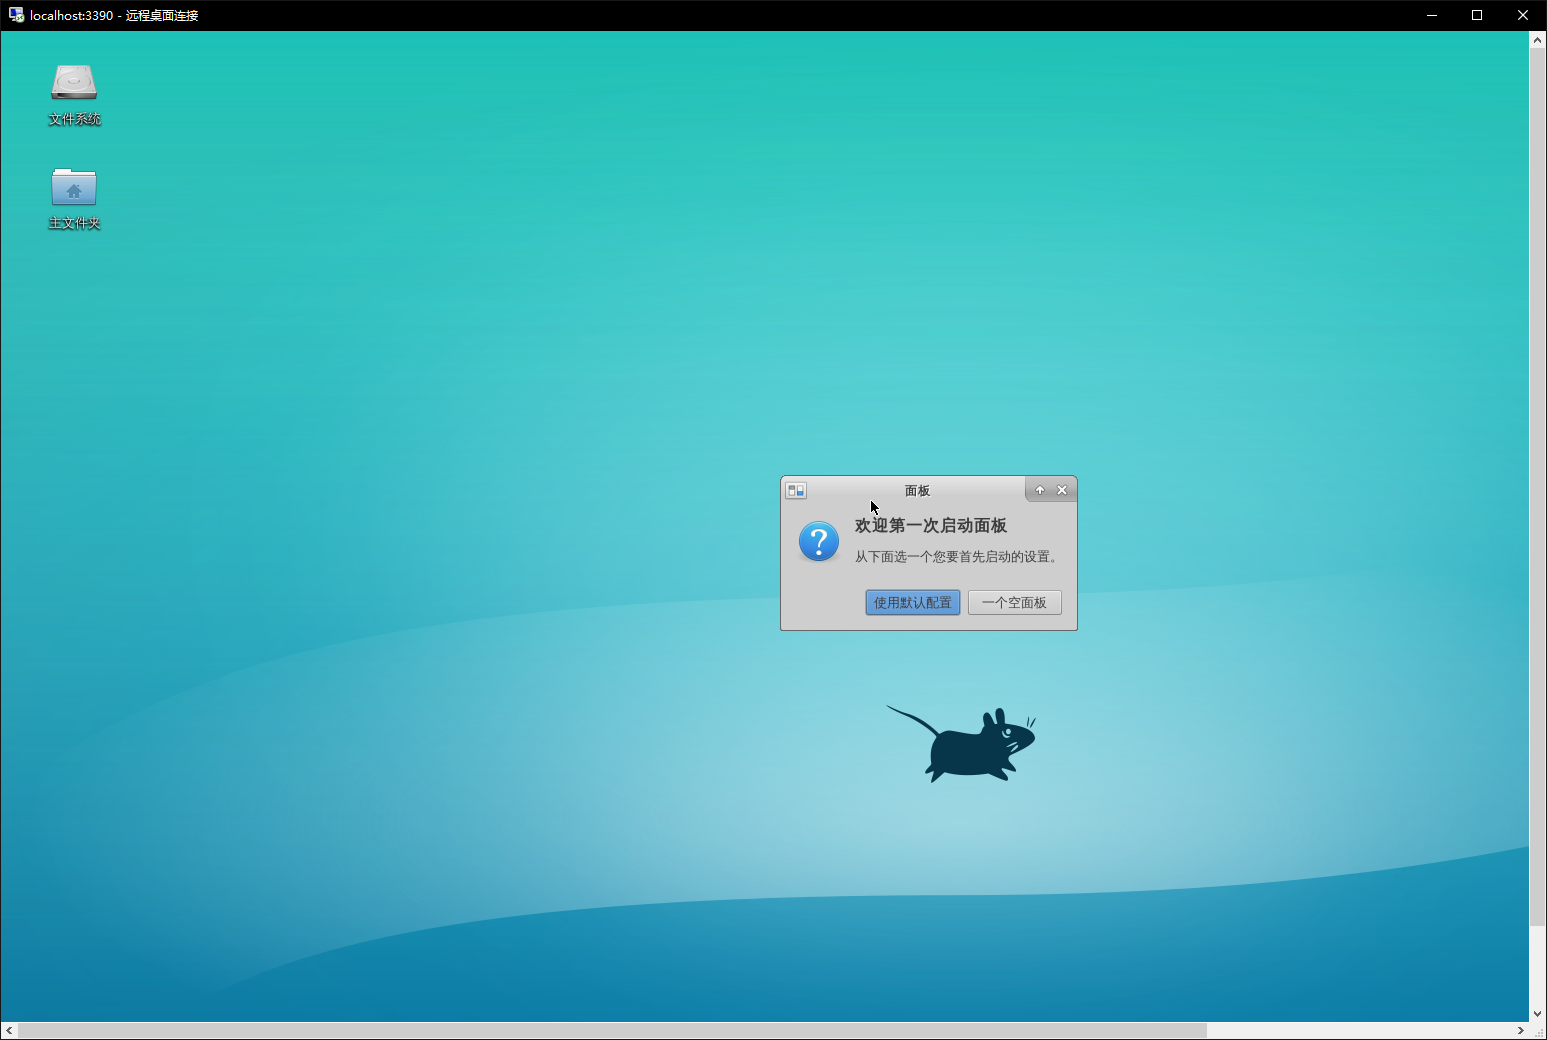 localhost:3390 - 远程桌面连接
文件系统
主文件夹
面板
欢迎第一次启动面板
从下面选一个您要首先启动的设置。
使用默认配置
一个空面板